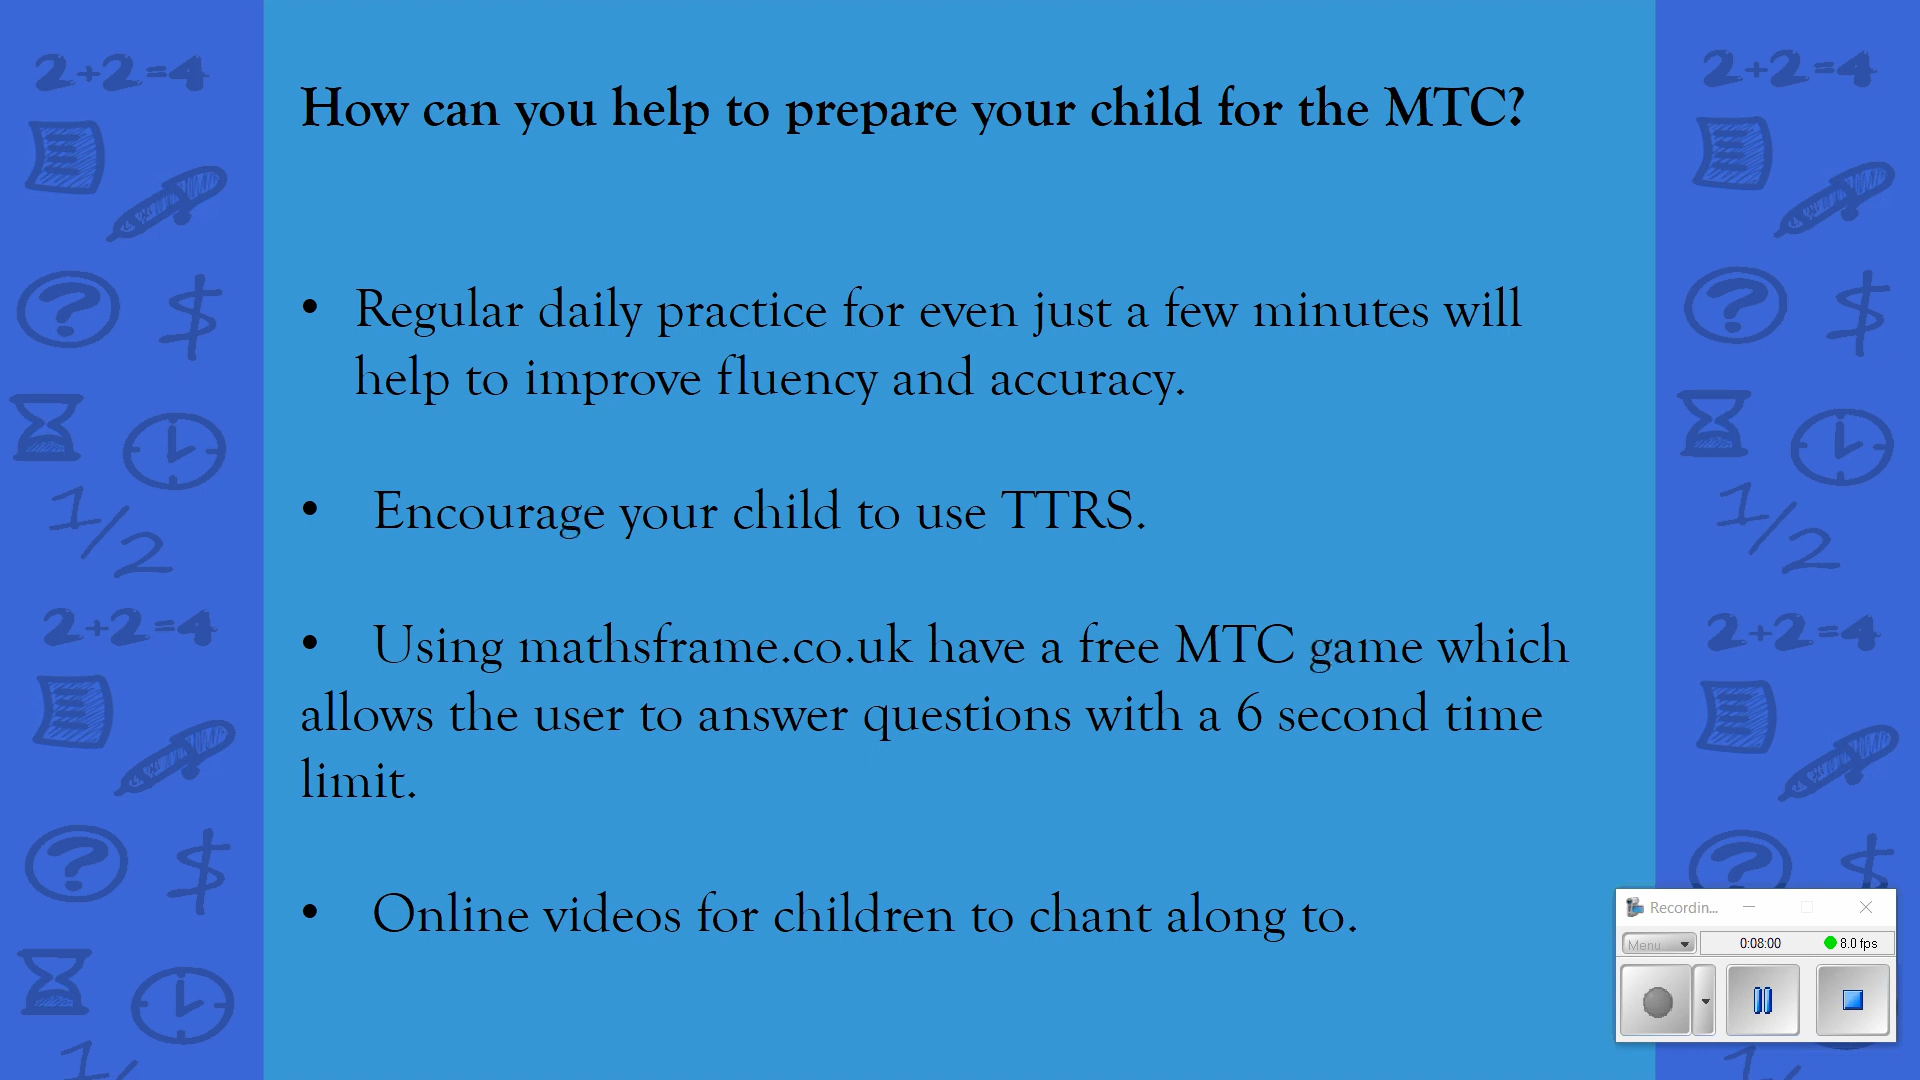 How can you help to prepare your child for the MTC?
• Regular daily practice for even just a few minutes will
help to improve fluency and accuracy.
• Encourage your child to use TTRS.
• Using mathsframe.co.uk have a free MTC game which
allows the user to answer questions with a 6 second time
limit.
• Online videos for children to chant along to.
2+2=4
$
1/2
2+2=4
$
2+2=4
$
1/2
2+2=4
$
Recordin...
Menu
0:08:00
8.0 fps